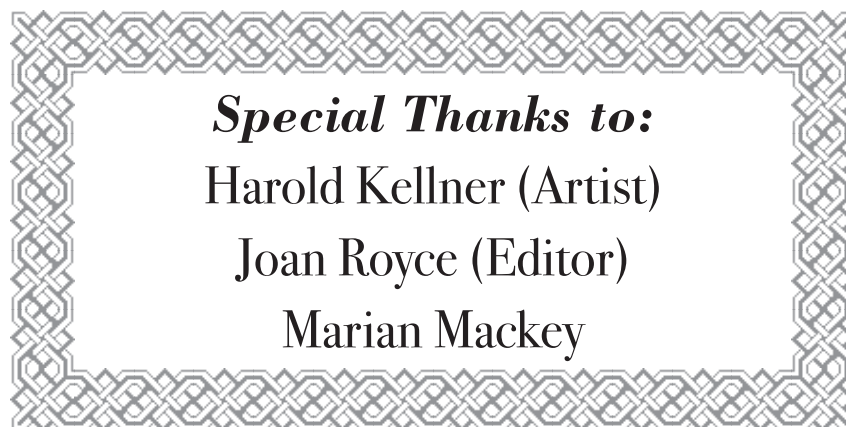 Special Thanks to:
Harold Kellner (Artist)
Joan Royce (Editor)
Marian Mackey